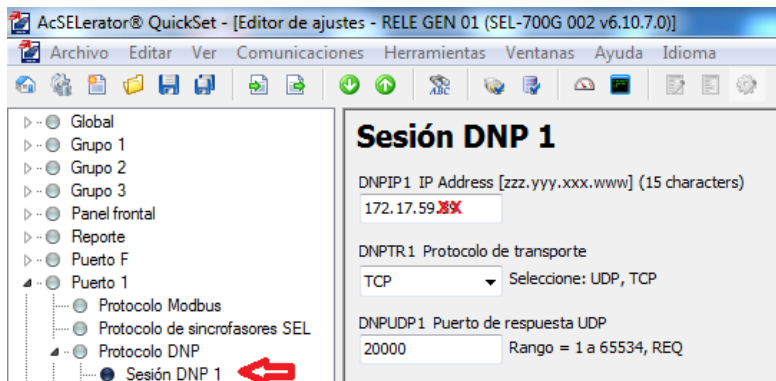 AcSELerator® QuickSet - [Editor de ajustes - RELE GEN 01 (SEL-700G 002 v6.10.7.0)]
Archivo Editar Ver Comunicaciones Herramientas Ventanas Ayuda Idioma
ABC
Global
Grupo 1
Grupo 2
Grupo 3
Panel frontal
Reporte
Puerto F
Puerto 1
Protocolo Modbus
Protocolo de sincrofasores SEL
Protocolo DNP
Sesión DNP 1
Sesión DNP 1
DNPIP1 IP Address [zzz.yyy.xxx.www] (15 characters)
172.17.59.
DNPTR1 Protocolo de transporte
TCP Seleccione: UDP, TCP
DNPUDP1 Puerto de respuesta UDP
20000 Rango = 1 a 65534, REQ